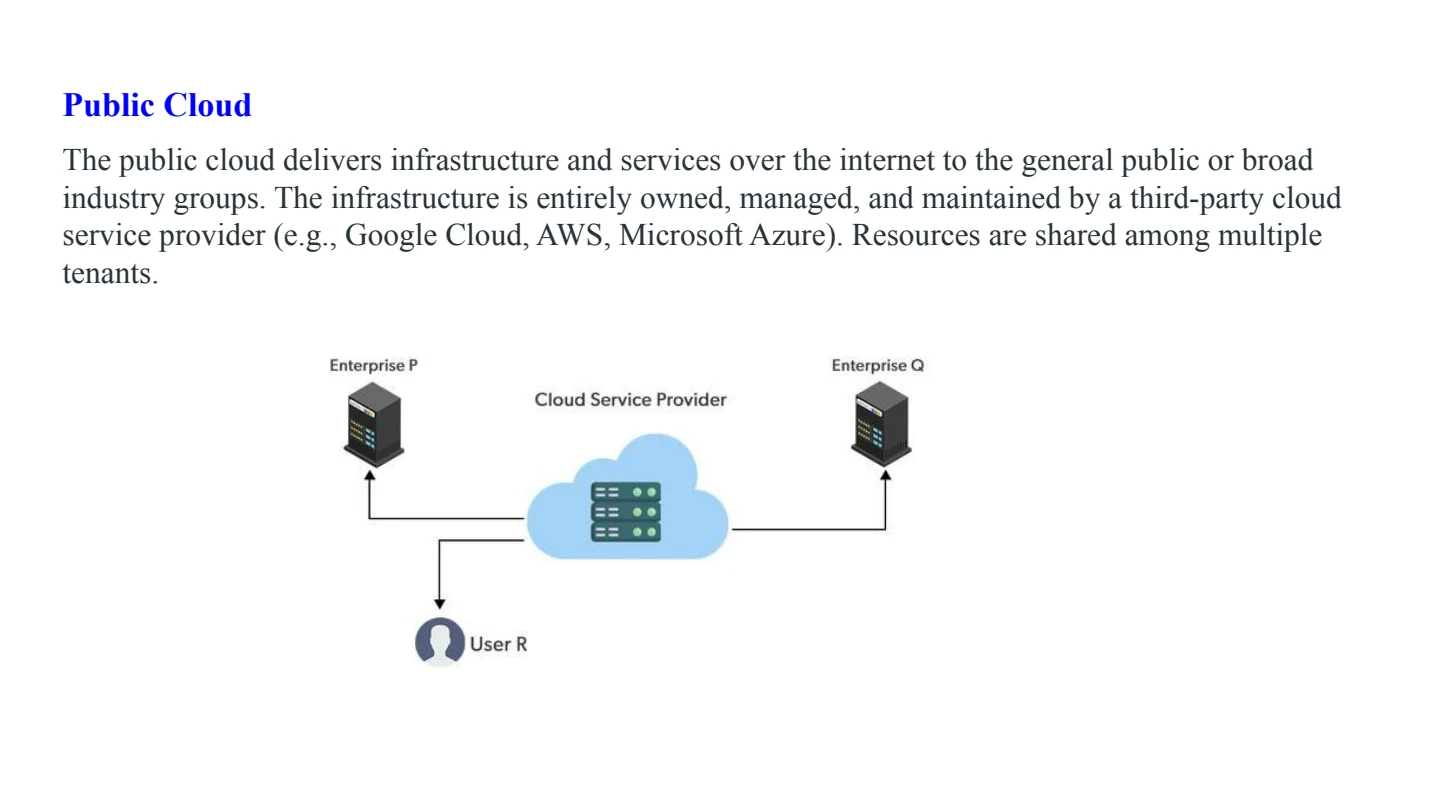 Public Cloud
The public cloud delivers infrastructure and services over the internet to the general public or broad
industry groups. The infrastructure is entirely owned, managed, and maintained by a third-party cloud
service provider (e.g., Google Cloud, AWS, Microsoft Azure). Resources are shared among multiple
tenants.
Enterprise P
Enterprise Q
Cloud Service Provider
User R